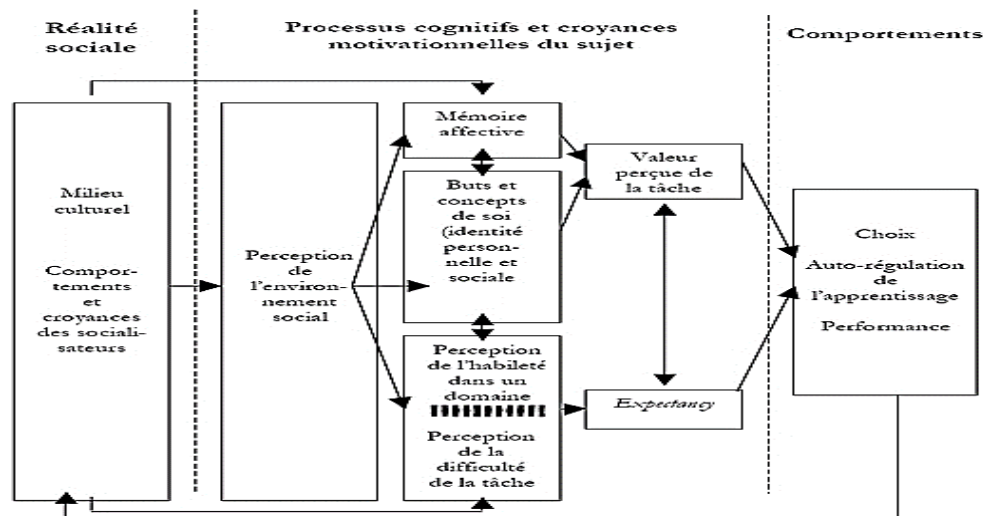 Réalité
sociale
Processus cognitifs et croyances
motivationnelles du sujet
Comportements
Milieu
culturel
Compor-
tements
et
croyances
des sociali-
sateurs
Perception
de
l'environ-
nement
social
Mémoire
affective
Buts et
concepts
de soi
(identité
person-
nelle et
sociale
Perception
de l'habileté
dans un
domaine
Perception
de la
difficulté
de la tâche
Valeur
perçue de
la tâche
Expectancy
Choix
Auto-régulation
de
l'apprentissage
Performance